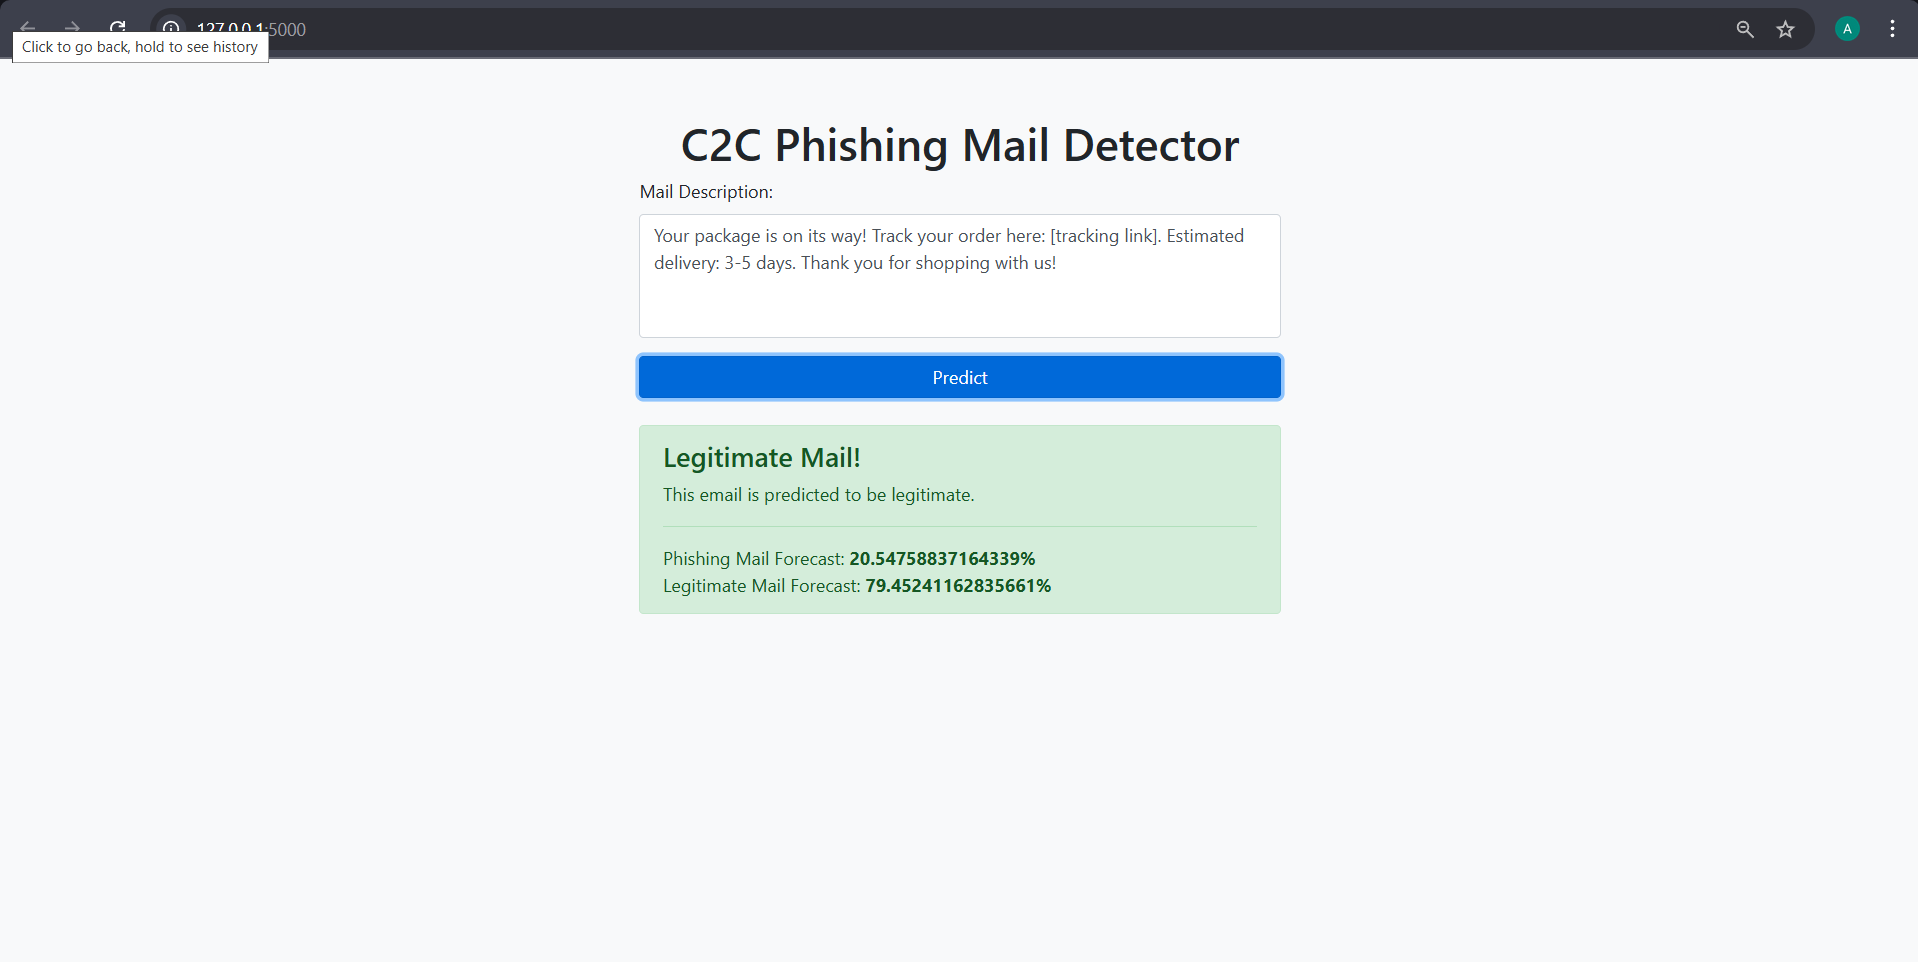 127.0.0.1:5000
A
Click to go back, hold to see history
C2C Phishing Mail Detector
Mail Description:
Your package is on its way! Track your order here: [tracking link]. Estimated
delivery: 3-5 days. Thank you for shopping with us!
Predict
Legitimate Mail!
This email is predicted to be legitimate.
Phishing Mail Forecast: 20.54758837164339%
Legitimate Mail Forecast: 79.45241162835661%